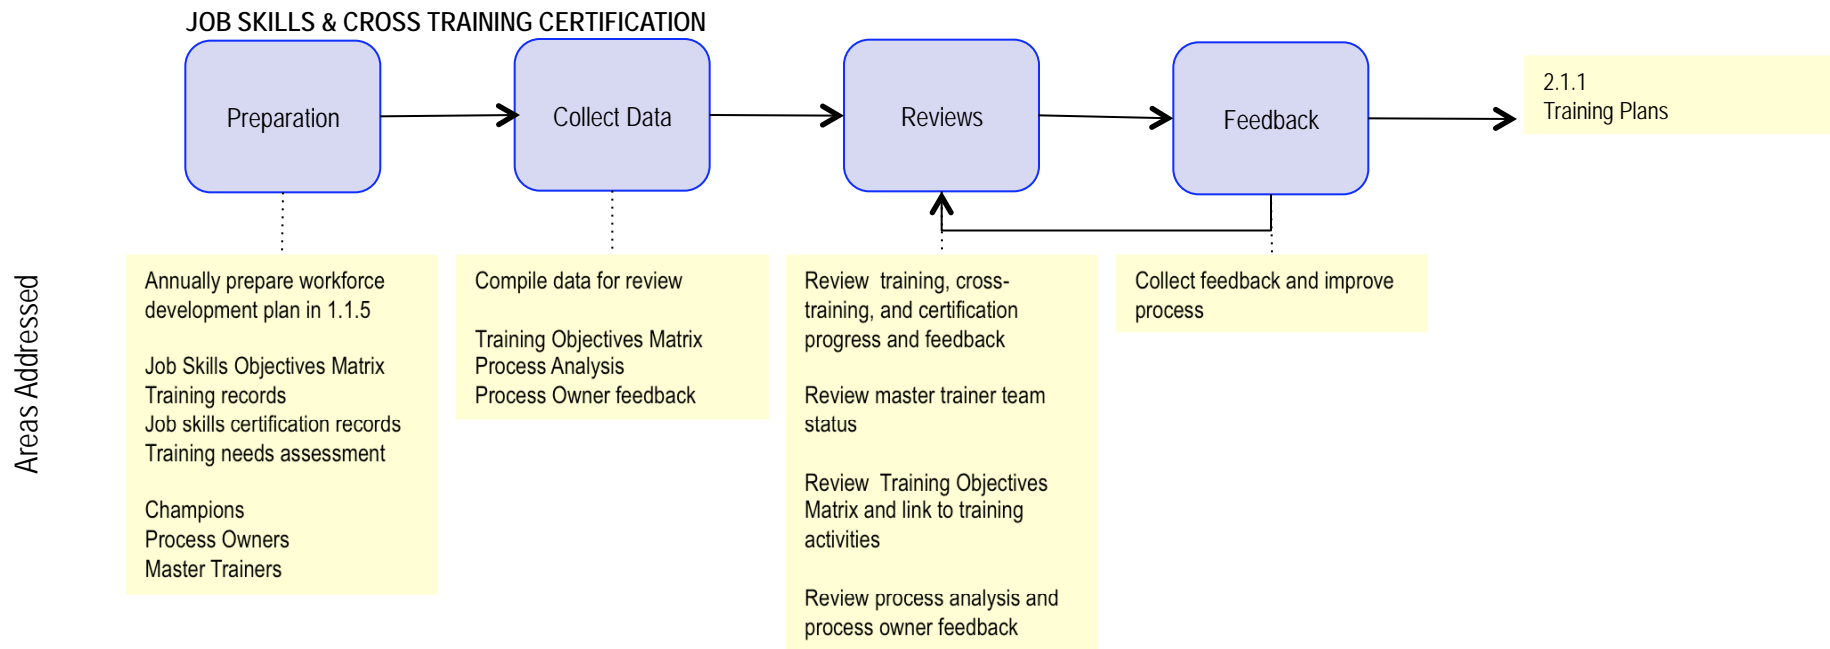 JOB SKILLS & CROSS TRAINING CERTIFICATION
Preparation
Collect Data
Reviews
Feedback
2.1.1
Training Plans
Areas Addressed
Annually prepare workforce
development plan in 1.1.5
Job Skills Objectives Matrix
Training records
Job skills certification records
Training needs assessment
Champions
Process Owners
Master Trainers
Compile data for review
Training Objectives Matrix
Process Analysis
Process Owner feedback
Review training, cross-
training, and certification
progress and feedback
Review master trainer team
status
Review Training Objectives
Matrix and link to training
activities
Review process analysis and
process owner feedback
Collect feedback and improve
process